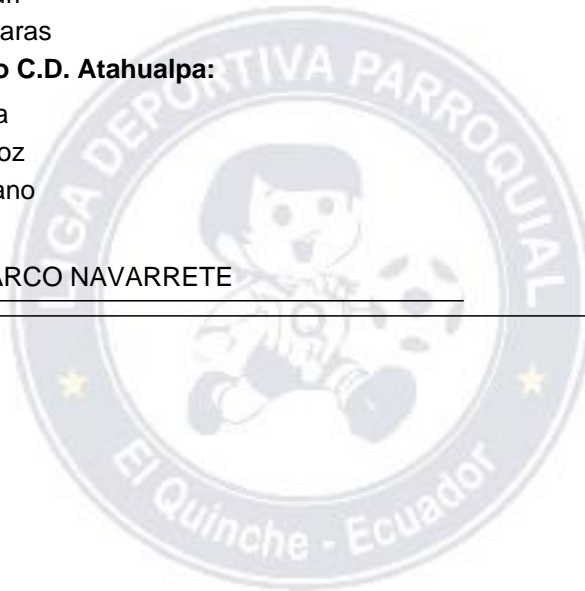 aras
o C.D. Atahualpa:
a
oz
ano
ARCO NAVARRETE
LIGA DEPORTIVA PARROQUIAL
El Quinche - Ecuador